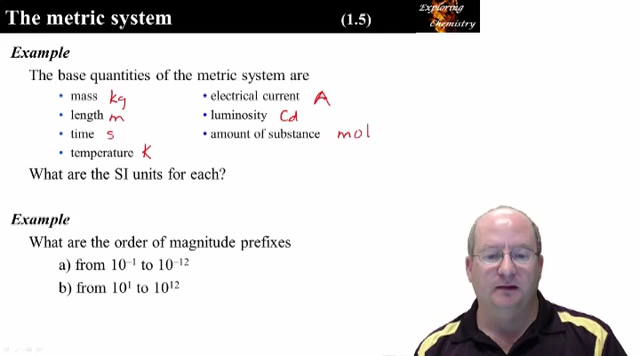 The metric system (1.5)
Exploring Chemistry
Example
The base quantities of the metric system are
• mass kg • electrical current A
• length m • luminosity Cd
• time s • amount of substance mol
• temperature K
What are the SI units for each?
Example
What are the order of magnitude prefixes
a) from 10⁻¹ to 10⁻¹²
b) from 10¹ to 10¹²